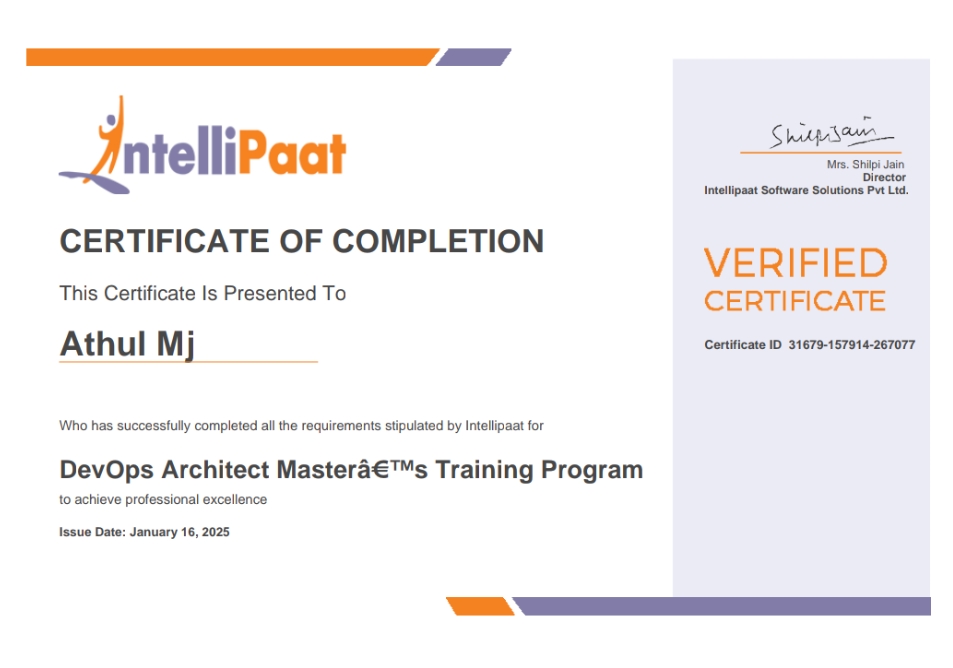 IntelliPaat
CERTIFICATE OF COMPLETION
This Certificate Is Presented To
Athul Mj
Who has successfully completed all the requirements stipulated by Intellipaat for
DevOps Architect Masterâ€™s Training Program
to achieve professional excellence
Issue Date: January 16, 2025
Shilpi Jain
Mrs. Shilpi Jain
Director
Intellipaat Software Solutions Pvt Ltd.
VERIFIED
CERTIFICATE
Certificate ID 31679-157914-267077